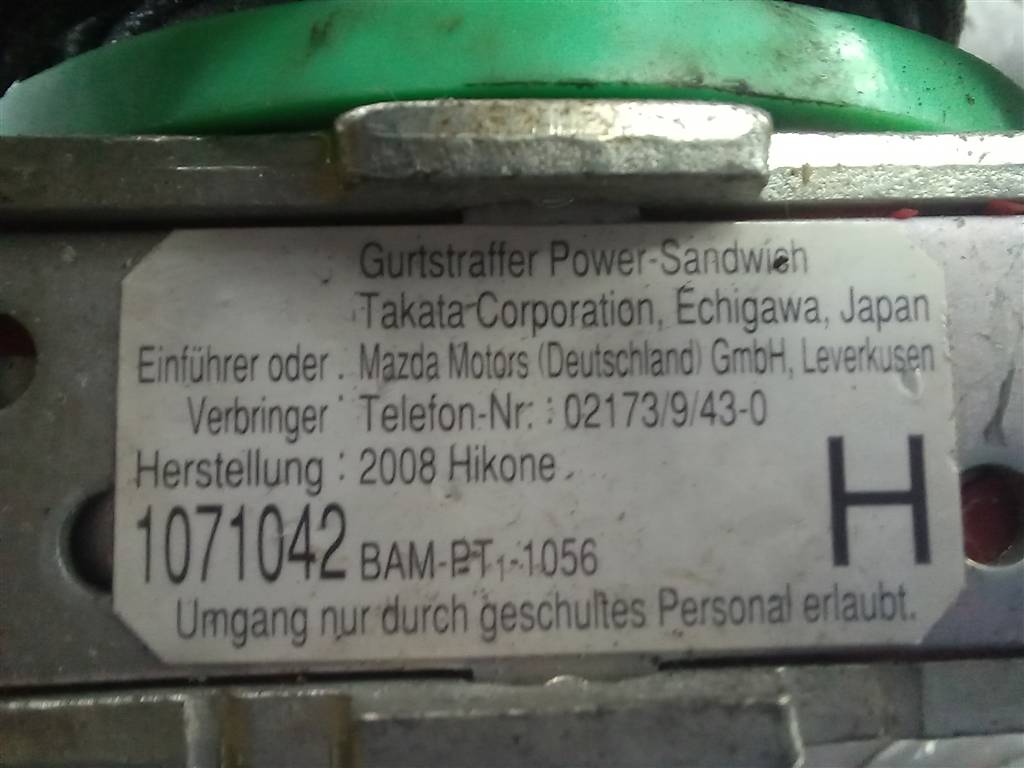 Gurtstraffer Power-Sandwich
Takata-Corporation, Echigawa, Japan
Einführer oder : Mazda Motors (Deutschland) GmbH, Leverkusen
Verbringer Telefon-Nr. : 02173/9/43-0
Herstellung : 2008 Hikone
H
1071042 BAM-PT1-1056
Umgang nur durch geschultes Personal erlaubt.